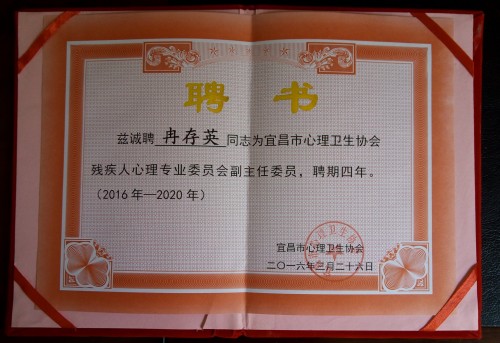 聘书
兹诚聘 冉存英 同志为宜昌市心理卫生协会
残疾人心理专业委员会副主任委员，聘期四年。
（2016年—2020年）
宜昌市心理卫生协会
二〇一六年三月二十六日